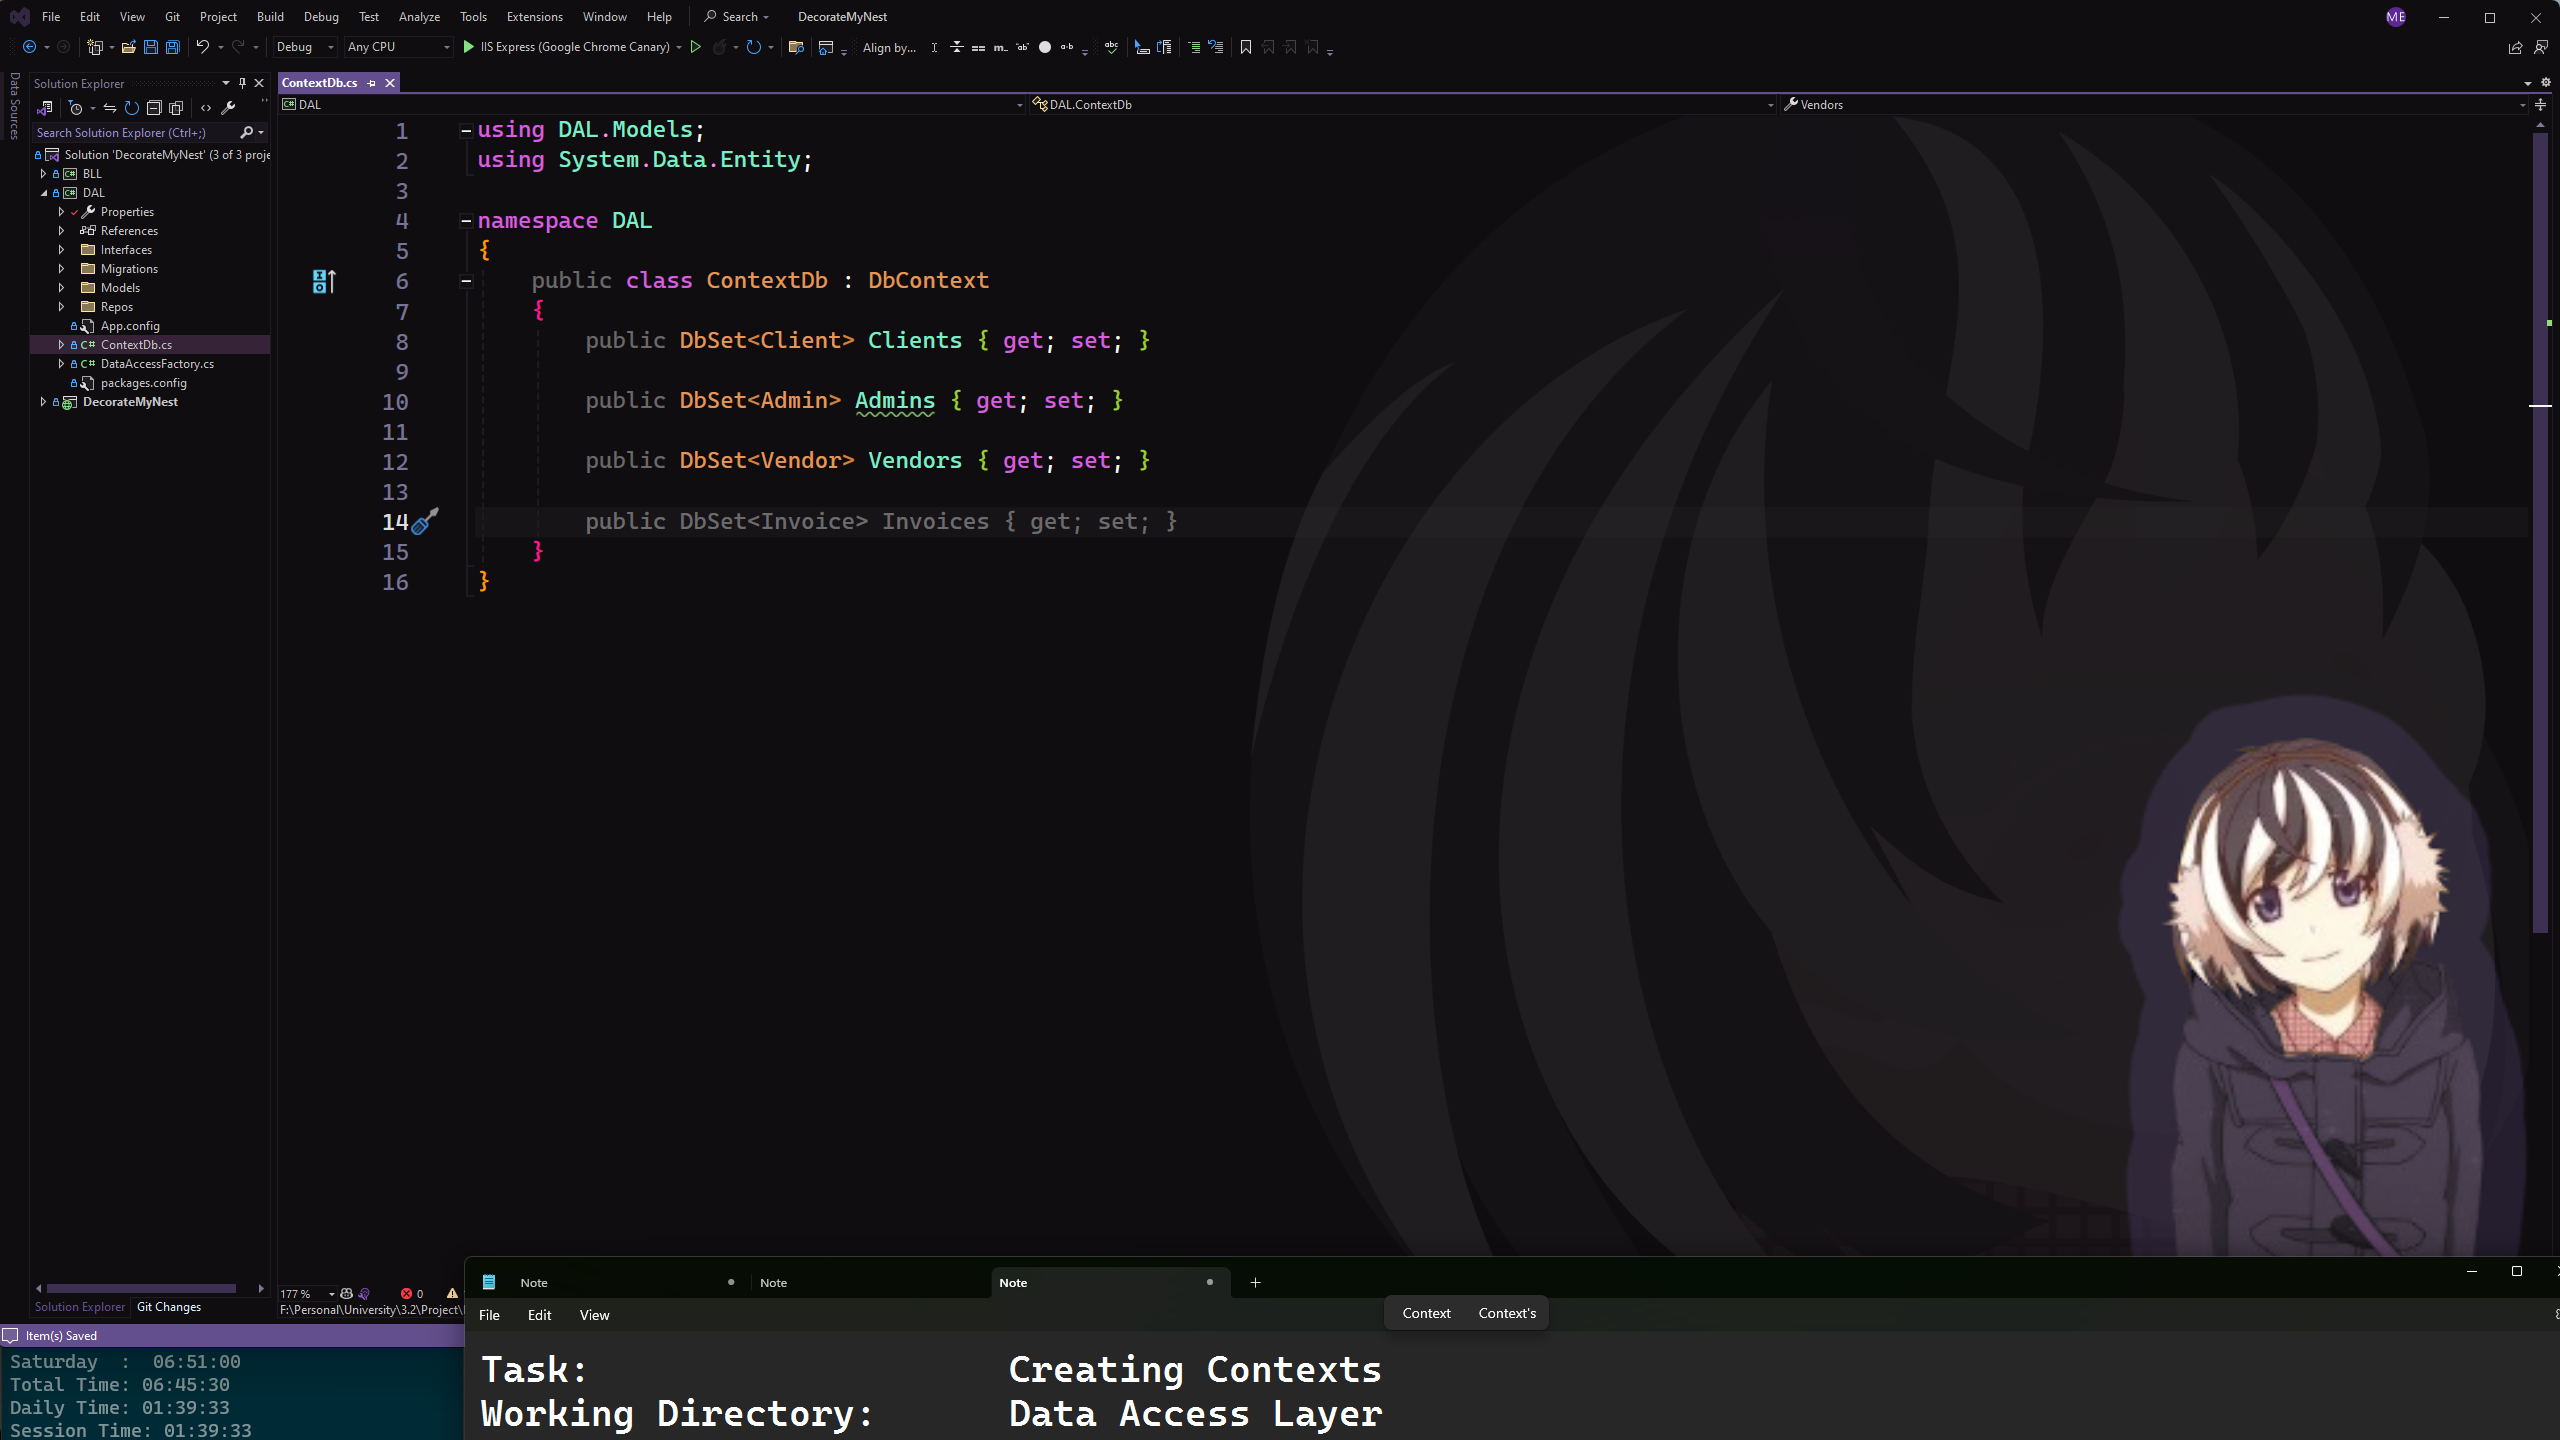 File Edit View Git Project Build Debug Test Analyze Tools Extensions Window Help Search DecorateMyNest ME
Debug Any CPU IIS Express (Google Chrome Canary) Align by...
Data Sources
Solution Explorer
Search Solution Explorer (Ctrl+;)
Solution 'DecorateMyNest' (3 of 3 proje
BLL
DAL
Properties
References
Interfaces
Migrations
Models
Repos
App.config
ContextDb.cs
DataAccessFactory.cs
packages.config
DecorateMyNest
Solution Explorer Git Changes
ContextDb.cs
DAL DAL.ContextDb Vendors
1 using DAL.Models;
2 using System.Data.Entity;
3
4 namespace DAL
5 {
6 public class ContextDb : DbContext
7 {
8 public DbSet<Client> Clients { get; set; }
9
10 public DbSet<Admin> Admins { get; set; }
11
12 public DbSet<Vendor> Vendors { get; set; }
13
14 public DbSet<Invoice> Invoices { get; set; }
15 }
16 }
177 % 0
F:\Personal\University\3.2\Project\
Item(s) Saved
Saturday : 06:51:00
Total Time: 06:45:30
Daily Time: 01:39:33
Session Time: 01:39:33
Note Note Note
File Edit View
Context Context's
Task: Creating Contexts
Working Directory: Data Access Layer